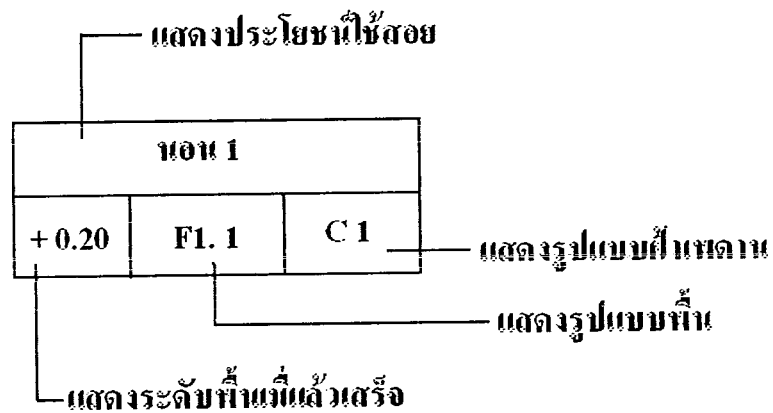 แสดงประโยชน์ใช้สอย
นอน 1
+ 0.20 F1. 1 C 1
แสดงรูปแบบฝ้าเพดาน
แสดงรูปแบบพื้น
แสดงระดับพื้นที่แล้วเสร็จ